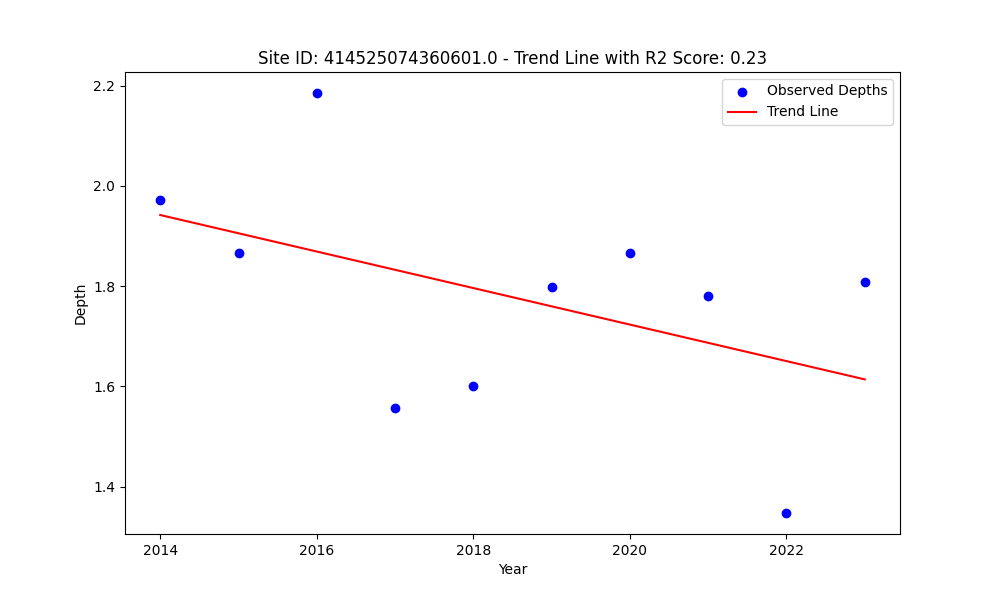 Site ID: 414525074360601.0 - Trend Line with R2 Score: 0.23
Observed Depths
Trend Line
2.2
2.0
1.8
1.6
1.4
Depth
2014
2016
2018
2020
2022
Year